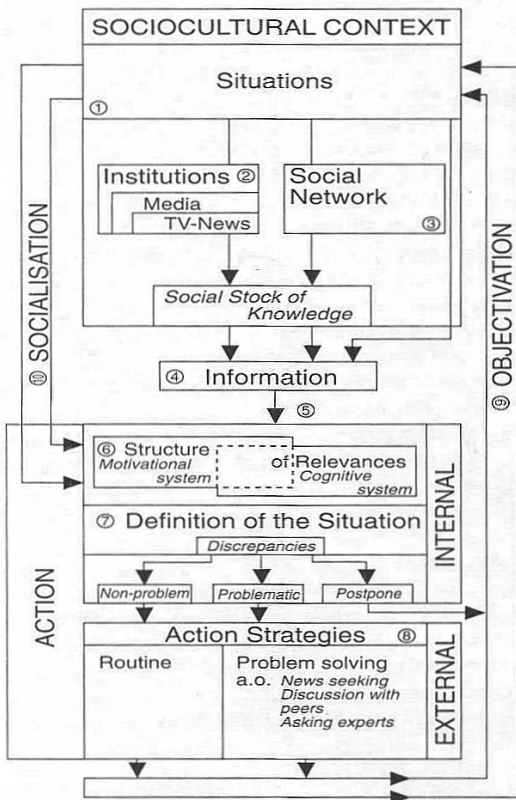 SOCIOCULTURAL CONTEXT
Situations
①
Institutions ②
Media
TV-News
Social
Network
③
Social Stock of
Knowledge
④ Information
⑤
⑩ SOCIALISATION
⑨ OBJECTIVATION
⑥ Structure
Motivational
system
of Relevances
Cognitive
system
⑦ Definition of the Situation
Discrepancies
Non-problem
Problematic
Postpone
INTERNAL
ACTION
Action Strategies ⑧
Routine
Problem solving
a.o. News seeking
Discussion with
peers
Asking experts
EXTERNAL